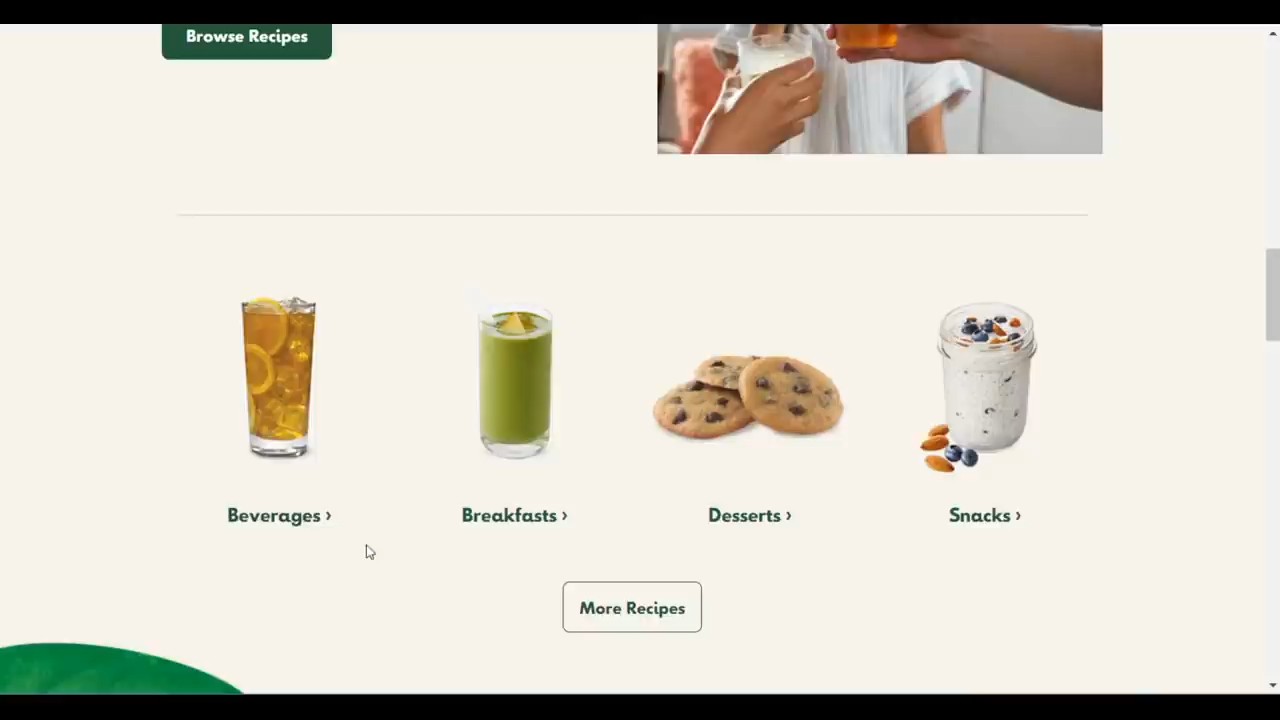 Browse Recipes
Beverages ›
Breakfasts ›
Desserts ›
Snacks ›
More Recipes